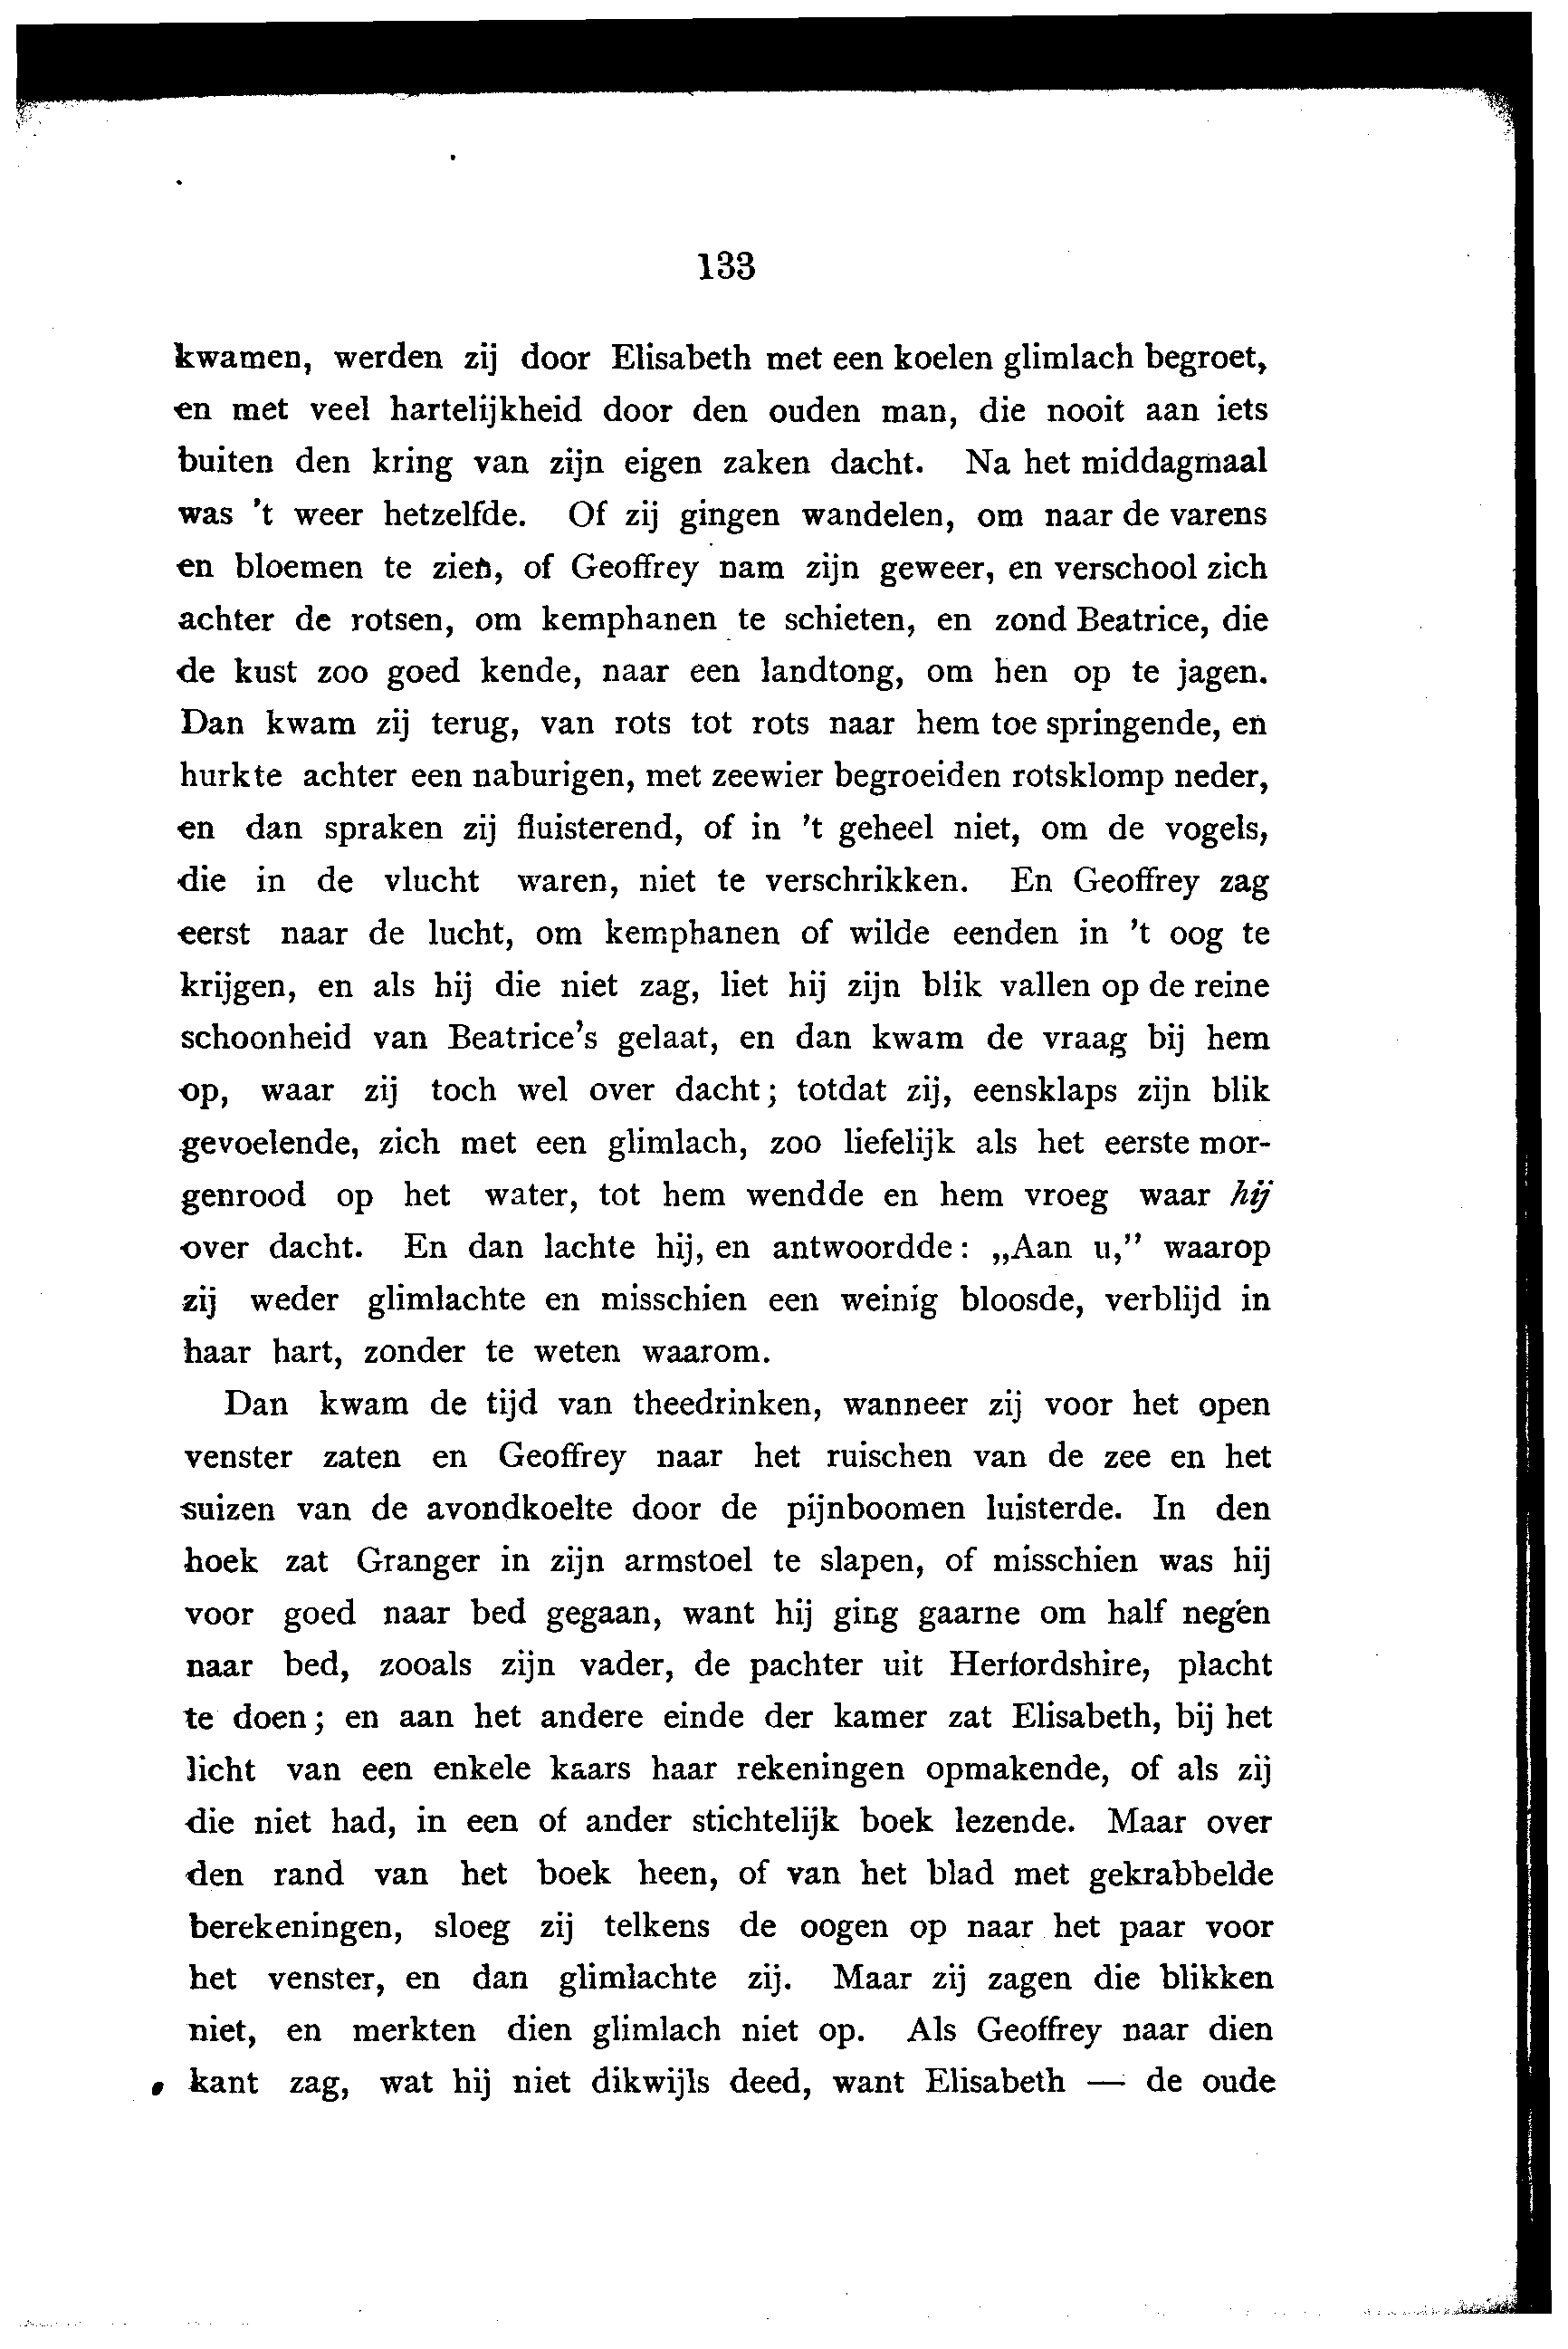 133
kwamen, werden zij door Elisabeth met een koelen glimlach begroet,
en met veel hartelijkheid door den ouden man, die nooit aan iets
buiten den kring van zijn eigen zaken dacht. Na het middagmaal
was 't weer hetzelfde. Of zij gingen wandelen, om naar de varens
en bloemen te zien, of Geoffrey nam zijn geweer, en verschool zich
achter de rotsen, om kemphanen te schieten, en zond Beatrice, die
de kust zoo goed kende, naar een landtong, om hen op te jagen.
Dan kwam zij terug, van rots tot rots naar hem toe springende, en
hurkte achter een naburigen, met zeewier begroeiden rotsklomp neder,
en dan spraken zij fluisterend, of in 't geheel niet, om de vogels,
die in de vlucht waren, niet te verschrikken. En Geoffrey zag
eerst naar de lucht, om kemphanen of wilde eenden in 't oog te
krijgen, en als hij die niet zag, liet hij zijn blik vallen op de reine
schoonheid van Beatrice's gelaat, en dan kwam de vraag bij hem
op, waar zij toch wel over dacht; totdat zij, eensklaps zijn blik
gevoelende, zich met een glimlach, zoo liefelijk als het eerste mor-
genrood op het water, tot hem wendde en hem vroeg waar hij
over dacht. En dan lachte hij, en antwoordde: „Aan u,” waarop
zij weder glimlachte en misschien een weinig bloosde, verblijd in
haar hart, zonder te weten waarom.
Dan kwam de tijd van theedrinken, wanneer zij voor het open
venster zaten en Geoffrey naar het ruischen van de zee en het
suizen van de avondkoelte door de pijnboomen luisterde. In den
hoek zat Granger in zijn armstoel te slapen, of misschien was hij
voor goed naar bed gegaan, want hij ging gaarne om half negen
naar bed, zooals zijn vader, de pachter uit Herfordshire, placht
te doen; en aan het andere einde der kamer zat Elisabeth, bij het
licht van een enkele kaars haar rekeningen opmakende, of als zij
die niet had, in een of ander stichtelijk boek lezende. Maar over
den rand van het boek heen, of van het blad met gekrabbelde
berekeningen, sloeg zij telkens de oogen op naar het paar voor
het venster, en dan glimlachte zij. Maar zij zagen die blikken
niet, en merkten dien glimlach niet op. Als Geoffrey naar dien
kant zag, wat hij niet dikwijls deed, want Elisabeth — de oude